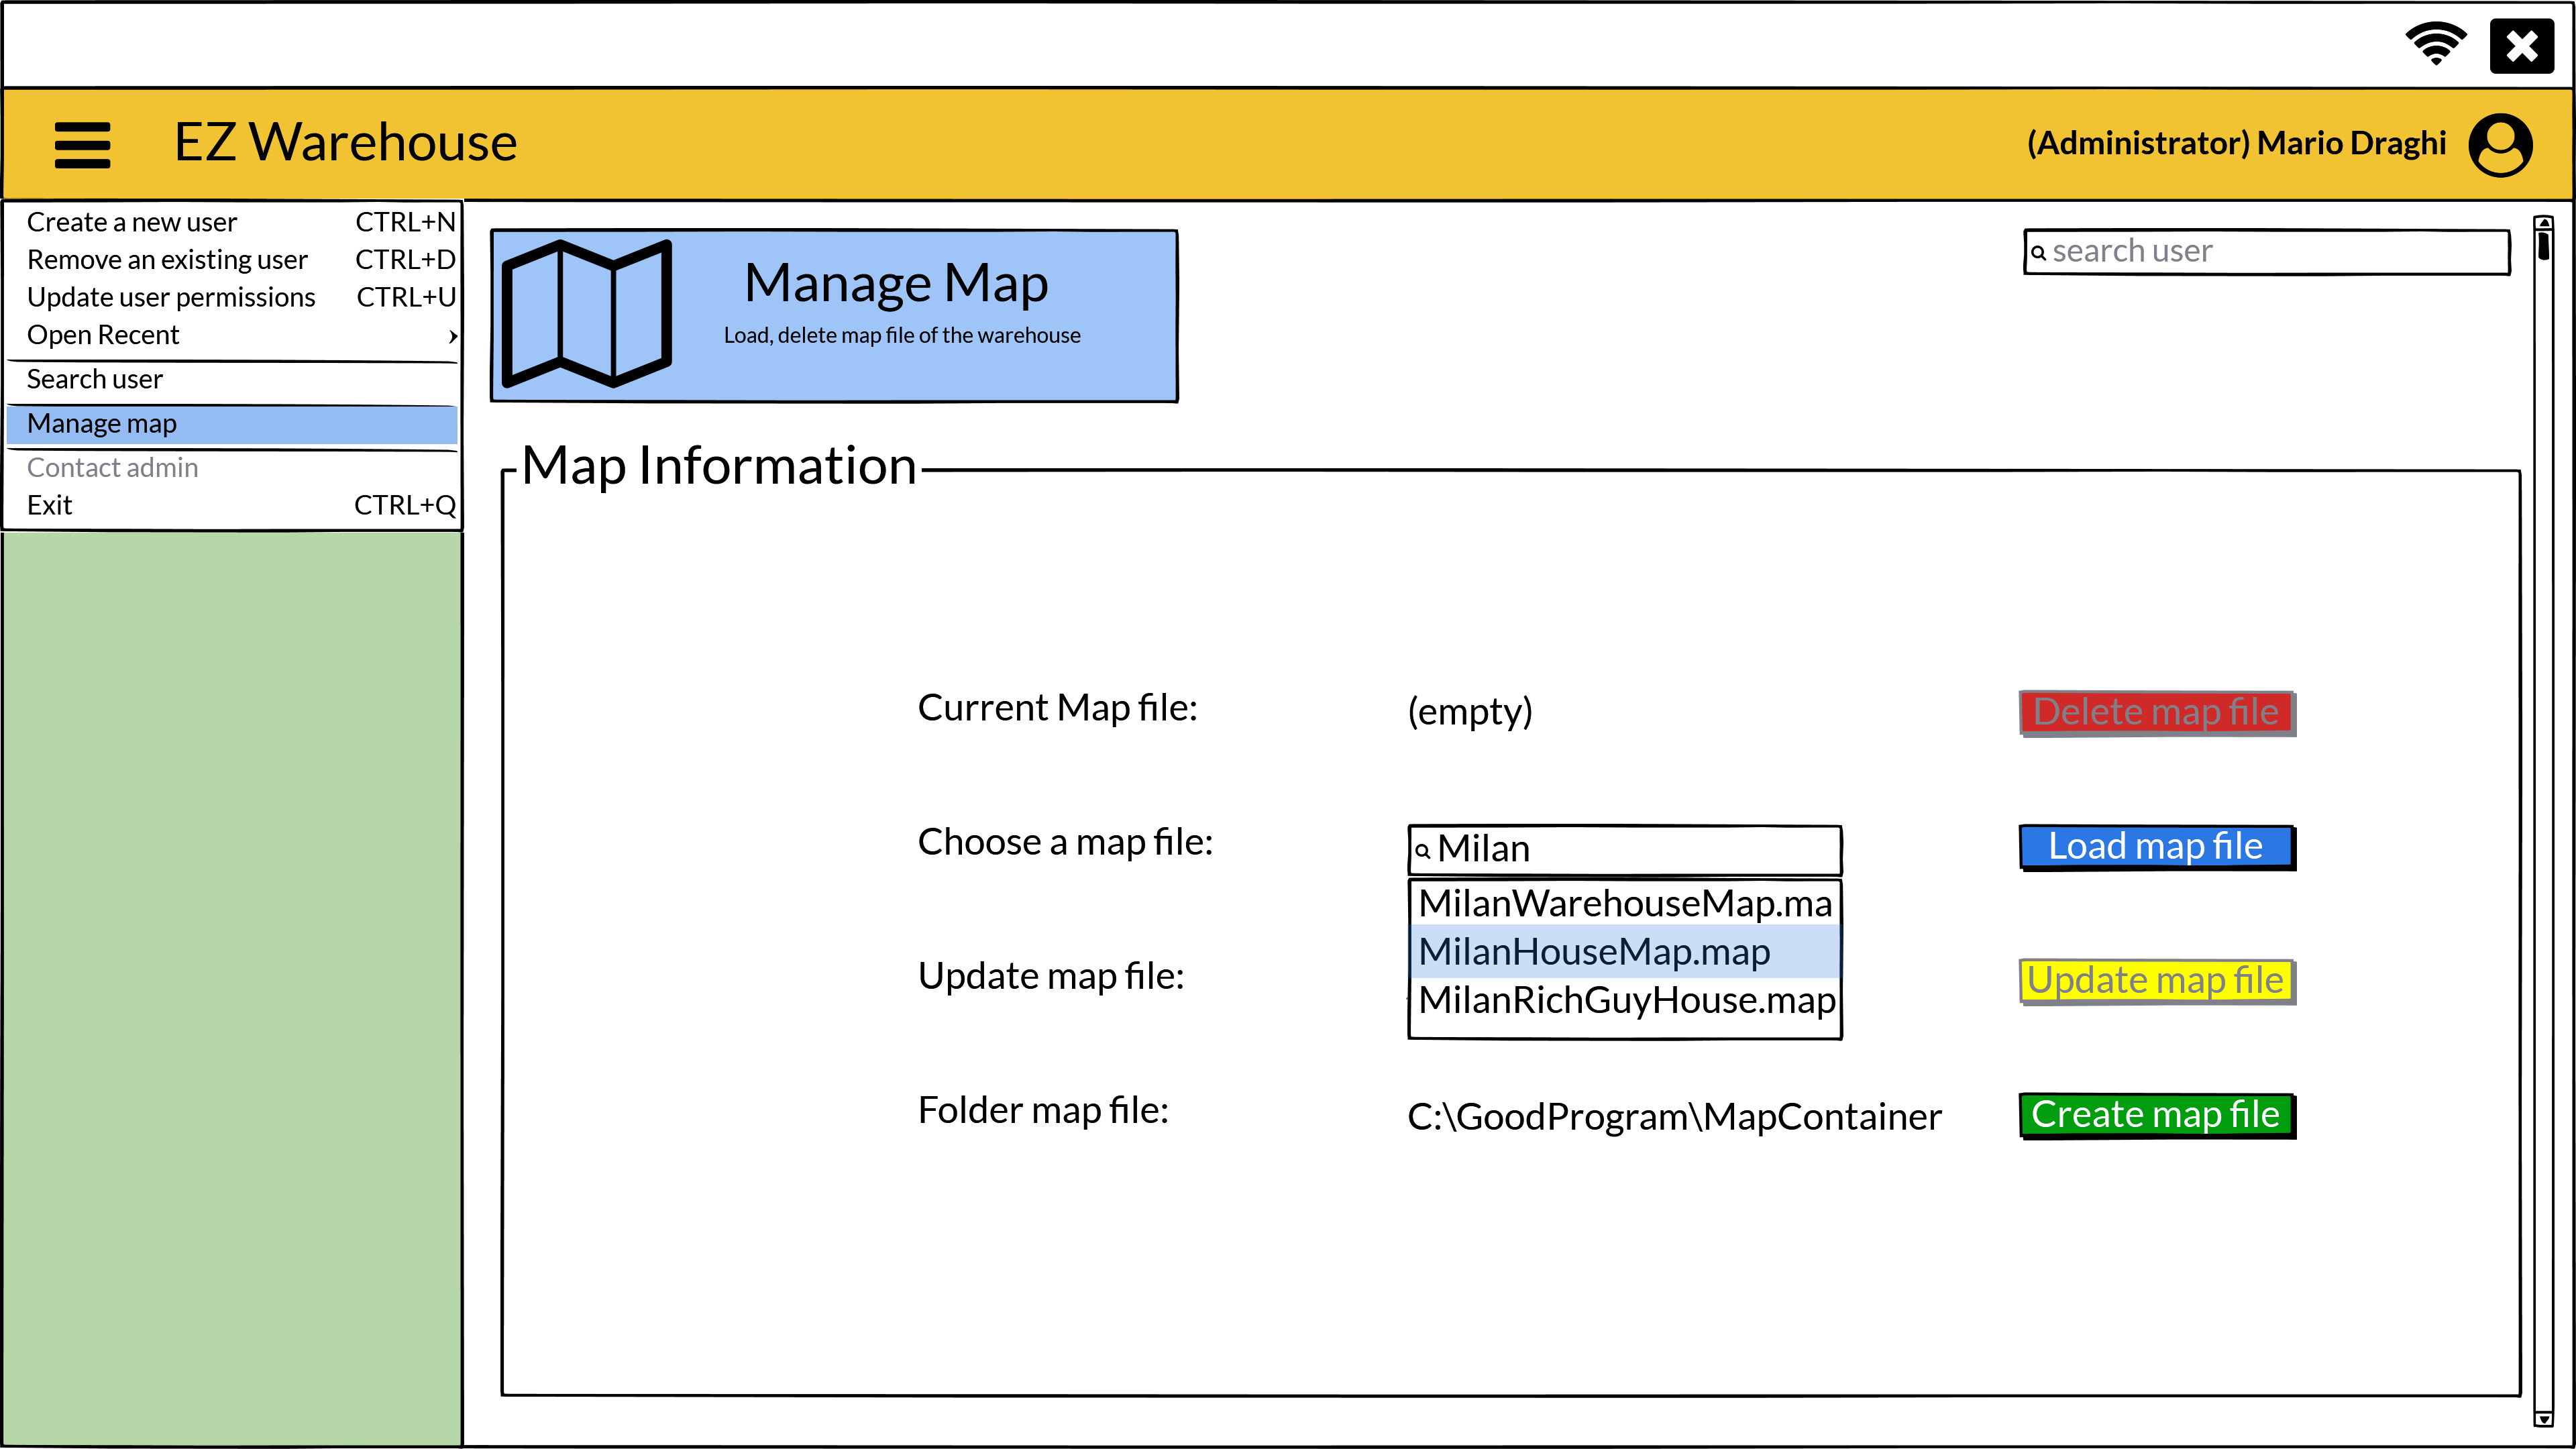 EZ Warehouse
(Administrator) Mario Draghi
Create a new user CTRL+N
Remove an existing user CTRL+D
Update user permissions CTRL+U
Open Recent
Search user
Manage map
Contact admin
Exit CTRL+Q
Manage Map
Load, delete map file of the warehouse
search user
Map Information
Current Map file: (empty) Delete map file
Choose a map file: Milan Load map file
MilanWarehouseMap.ma
MilanHouseMap.map
Update map file: Update map file
MilanRichGuyHouse.map
Folder map file: C:\GoodProgram\MapContainer Create map file